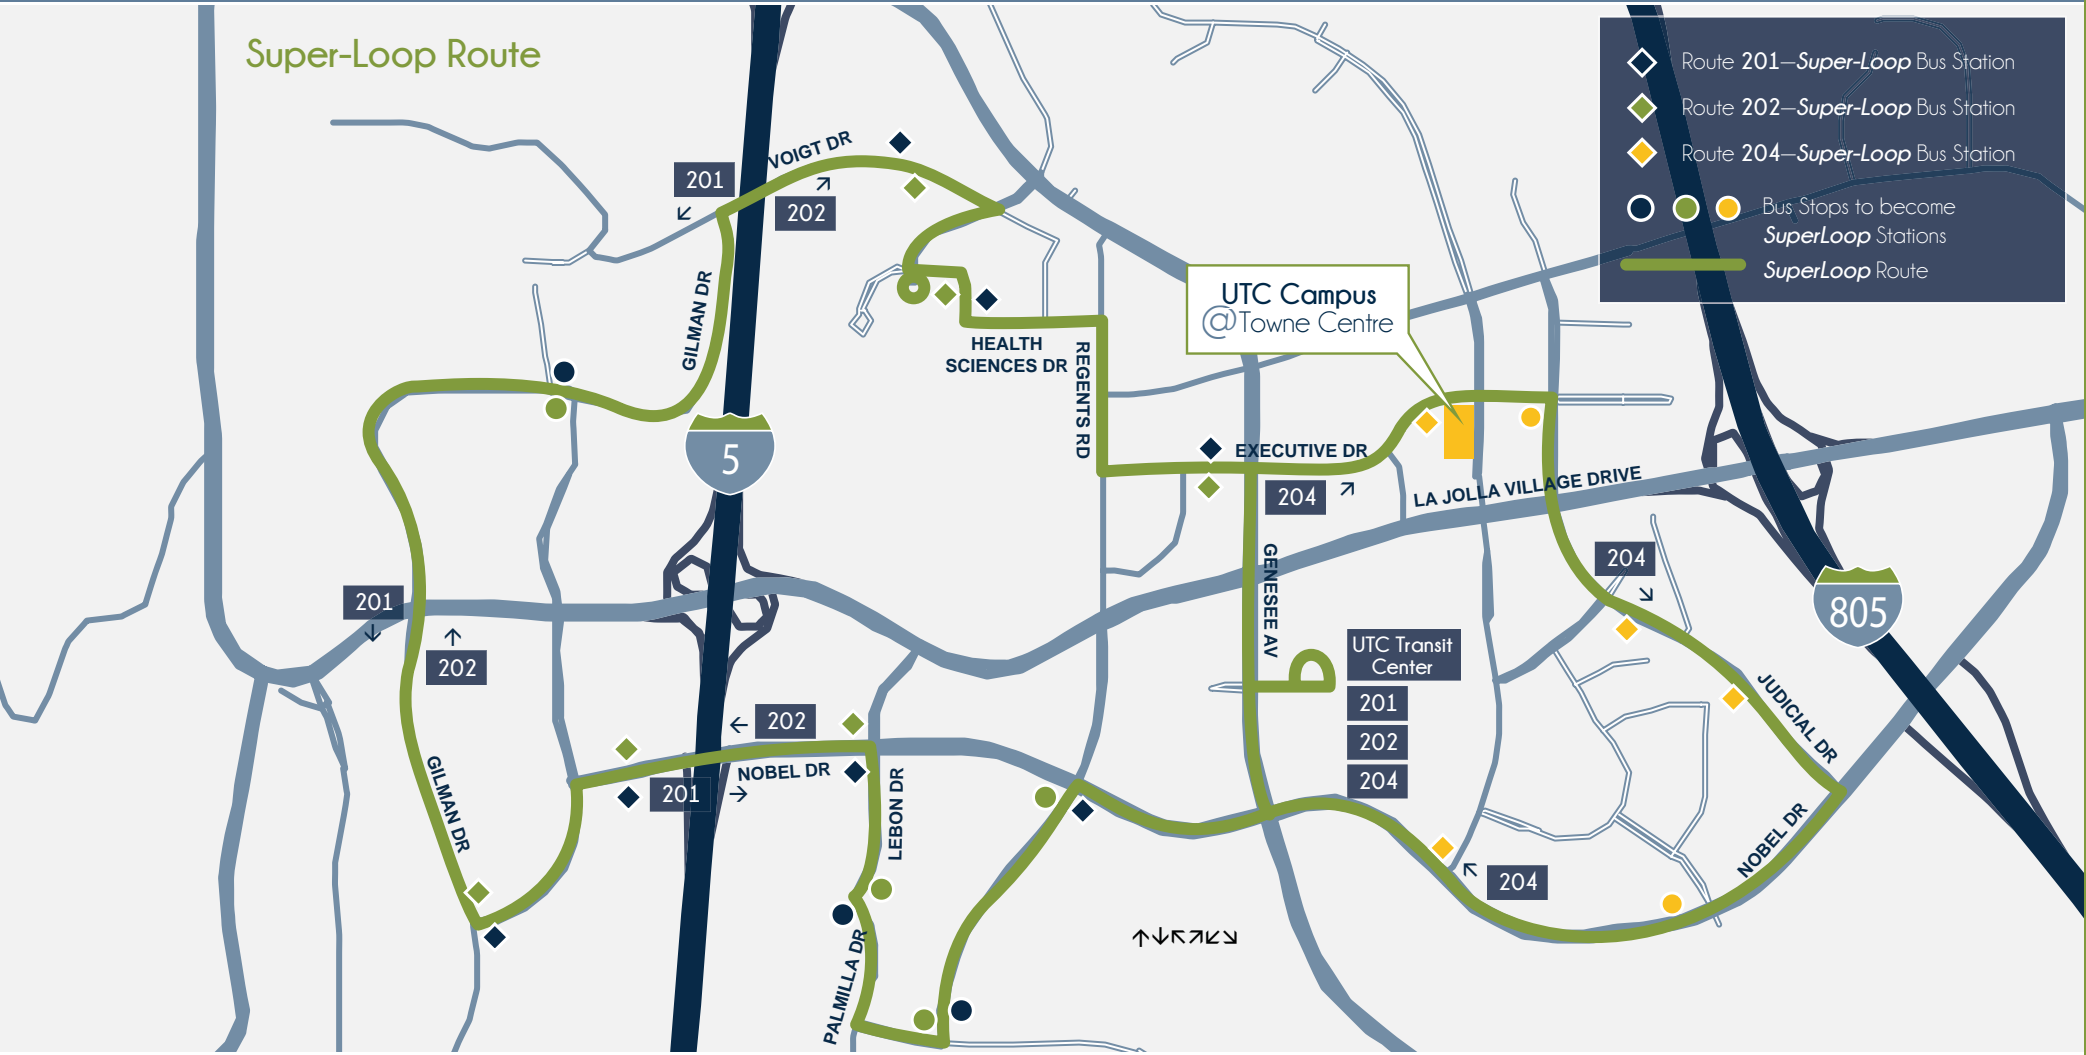 Super-Loop Route
Route 201—Super-Loop Bus Station
Route 202—Super-Loop Bus Station
Route 204—Super-Loop Bus Station
Bus Stops to become
SuperLoop Stations
SuperLoop Route
VOIGT DR
201
↙
↗
202
GILMAN DR
UTC Campus
@Towne Centre
HEALTH
SCIENCES DR
REGENTS RD
5
EXECUTIVE DR
204 ↗
LA JOLLA VILLAGE DRIVE
GENESEE AV
204
↘
805
201
↓
↑
202
UTC Transit
Center
201
202
204
JUDICIAL DR
← 202
NOBEL DR
201 →
GILMAN DR
LEBON DR
NOBEL DR
↖ 204
PALMILLA DR
↑↓↖↗↙↘